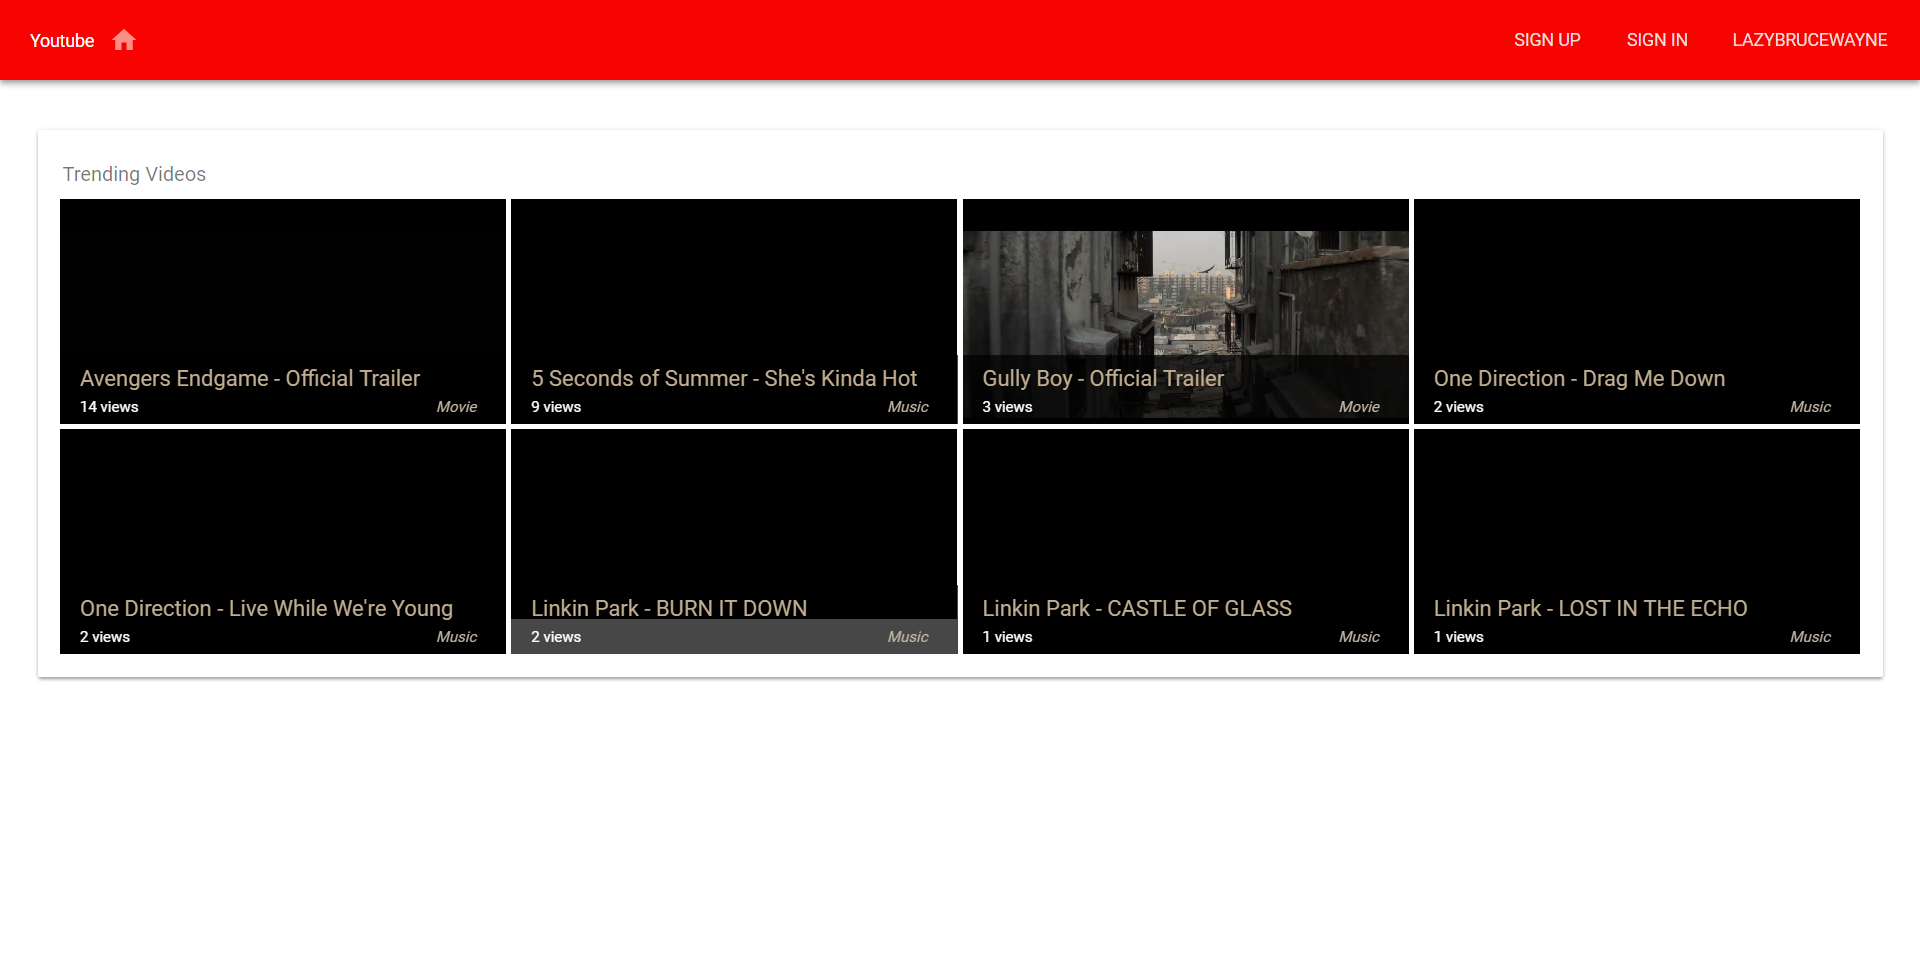 Youtube
SIGN UP
SIGN IN
LAZYBRUCEWAYNE
Trending Videos
Avengers Endgame - Official Trailer
14 views
Movie
5 Seconds of Summer - She's Kinda Hot
9 views
Music
Gully Boy - Official Trailer
3 views
Movie
One Direction - Drag Me Down
2 views
Music
One Direction - Live While We're Young
2 views
Music
Linkin Park - BURN IT DOWN
2 views
Music
Linkin Park - CASTLE OF GLASS
1 views
Music
Linkin Park - LOST IN THE ECHO
1 views
Music